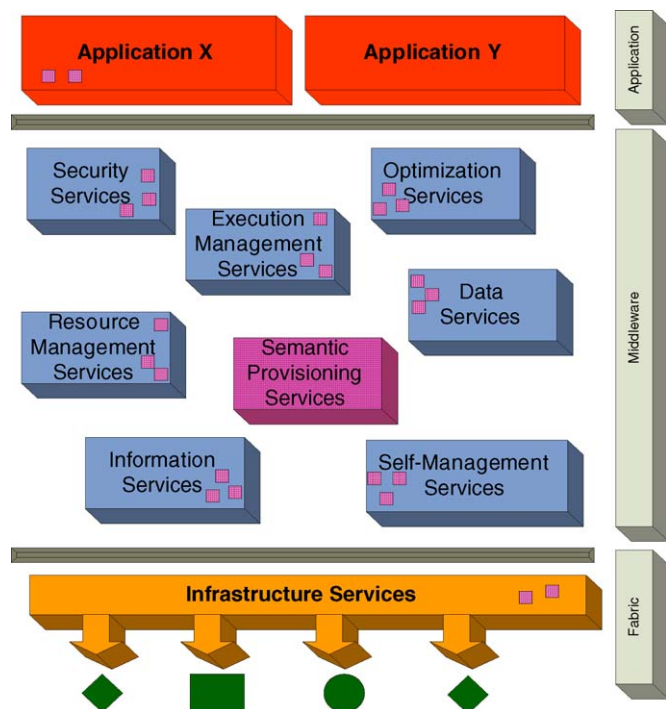 Application X
Application Y
Application
Security
Services
Optimization
Services
Execution
Management
Services
Data
Services
Middleware
Resource
Management
Services
Semantic
Provisioning
Services
Information
Services
Self-Management
Services
Infrastructure Services
Fabric